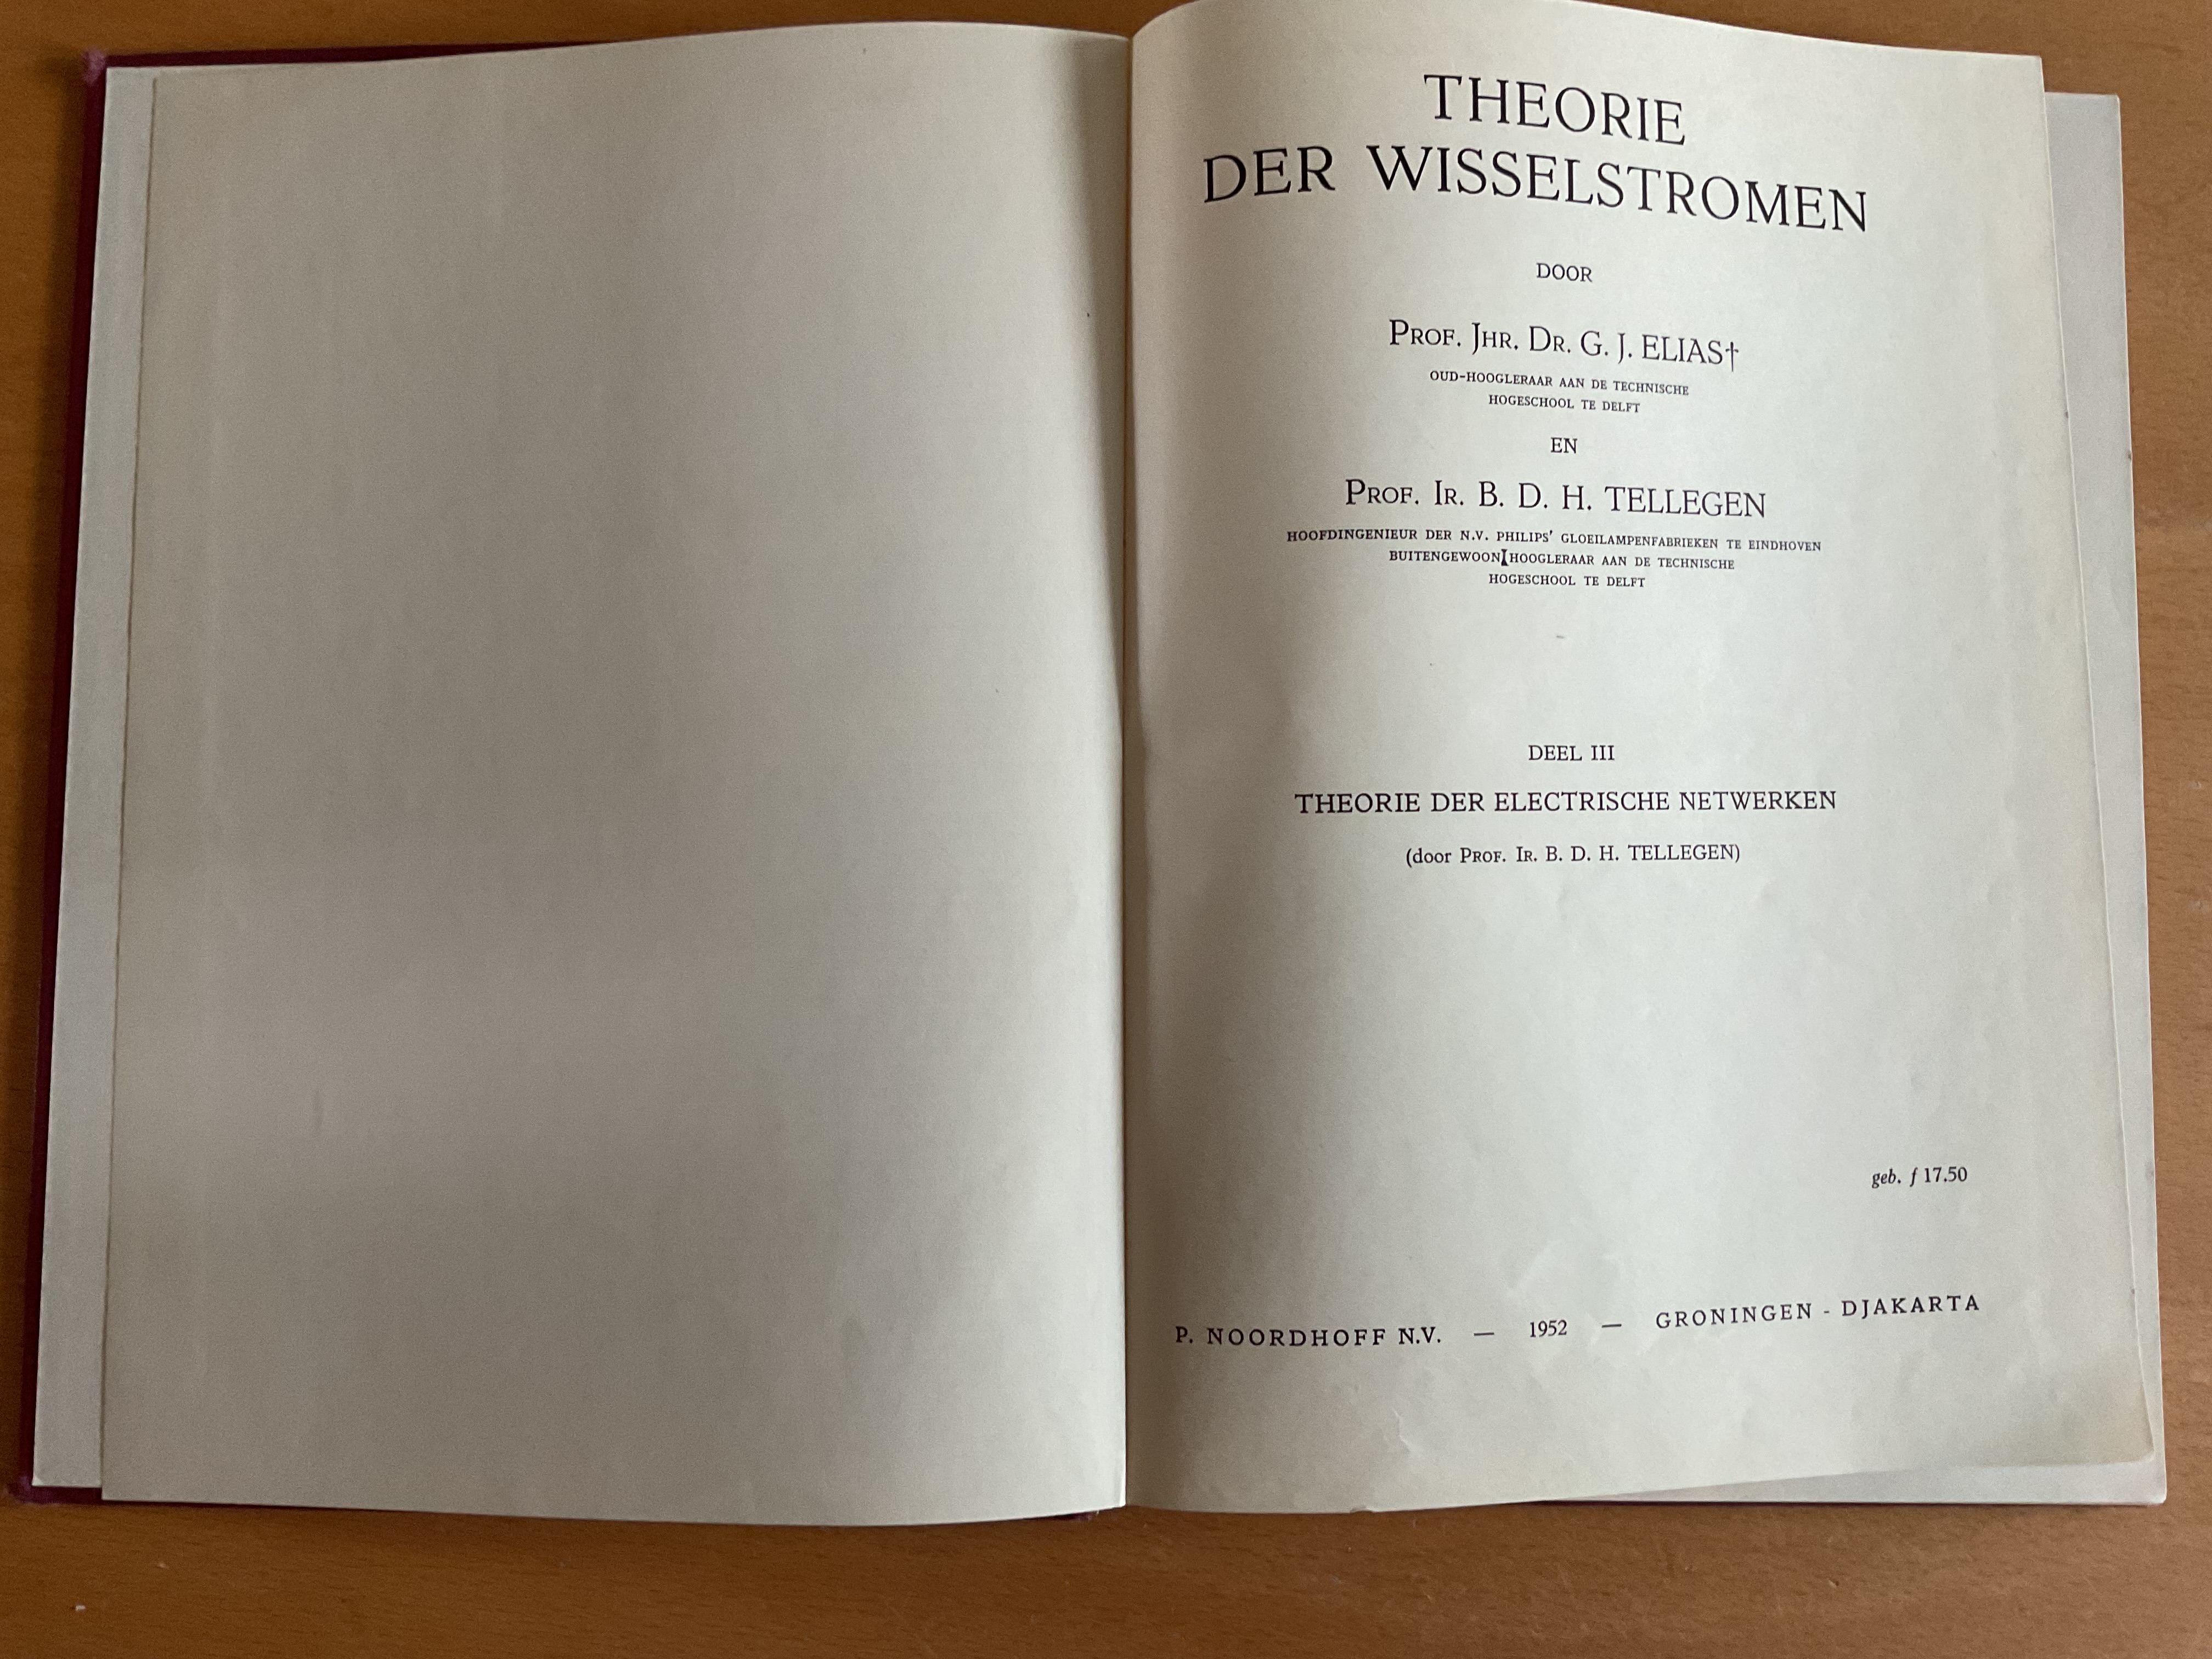 THEORIE
DER WISSELSTROMEN
DOOR
PROF. JHR. DR. G. J. ELIAS†
OUD-HOOGLERAAR AAN DE TECHNISCHE
HOGESCHOOL TE DELFT
EN
PROF. IR. B. D. H. TELLEGEN
HOOFDINGENIEUR DER N.V. PHILIPS' GLOEILAMPENFABRIEKEN TE EINDHOVEN
BUITENGEWOON HOOGLERAAR AAN DE TECHNISCHE
HOGESCHOOL TE DELFT
DEEL III
THEORIE DER ELECTRISCHE NETWERKEN
(door PROF. IR. B. D. H. TELLEGEN)
geb. ƒ 17.50
P. NOORDHOFF N.V. — 1952 — GRONINGEN - DJAKARTA